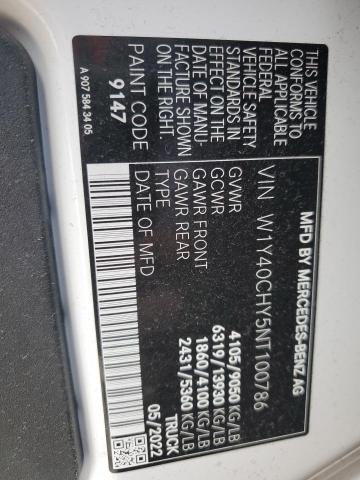 MFD BY MERCEDES-BENZ AG
VIN W1Y40CHY5NT100786
GVWR 4105/9050 KG/LB
GCWR 6319/13930 KG/LB
GAWR FRONT 1860/4100 KG/LB
GAWR REAR 2431/5360 KG/LB
TRUCK
DATE OF MFD 05/2022
THIS VEHICLE
CONFORMS TO
ALL APPLICABLE
FEDERAL
VEHICLE SAFETY
STANDARDS IN
EFFECT ON THE
DATE OF MANU-
FACTURE SHOWN
ON THE RIGHT.
PAINT CODE
9147
A 907 584 34 05